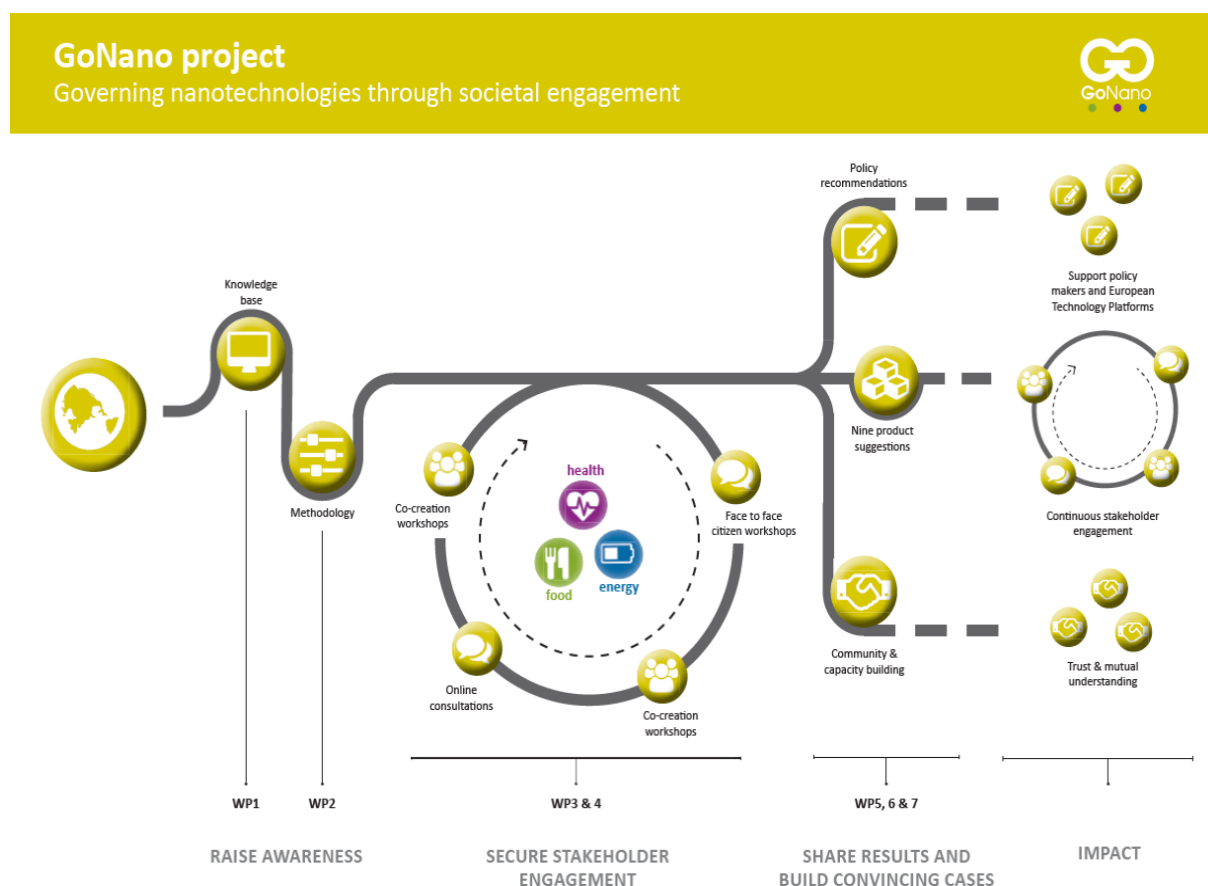 GoNano project
Governing nanotechnologies through societal engagement
GoNano
Policy
recommendations
Support policy
makers and European
Technology Platforms
Knowledge
base
Nine product
suggestions
Continuous stakeholder
engagement
Methodology
health
food
energy
Co-creation
workshops
Face to face
citizen workshops
Online
consultations
Co-creation
workshops
Community &
capacity building
Trust & mutual
understanding
WP1
WP2
WP3 & 4
WP5, 6 & 7
RAISE AWARENESS
SECURE STAKEHOLDER
ENGAGEMENT
SHARE RESULTS AND
BUILD CONVINCING CASES
IMPACT